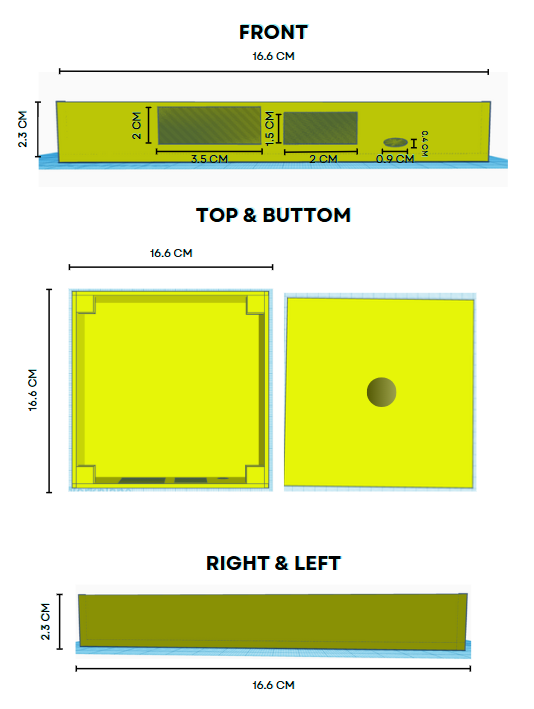 FRONT
16.6 CM
2.3 CM
2 CM
3.5 CM
1.5 CM
2 CM
0.9 CM
0.4 CM
TOP & BUTTOM
16.6 CM
16.6 CM
RIGHT & LEFT
2.3 CM
16.6 CM